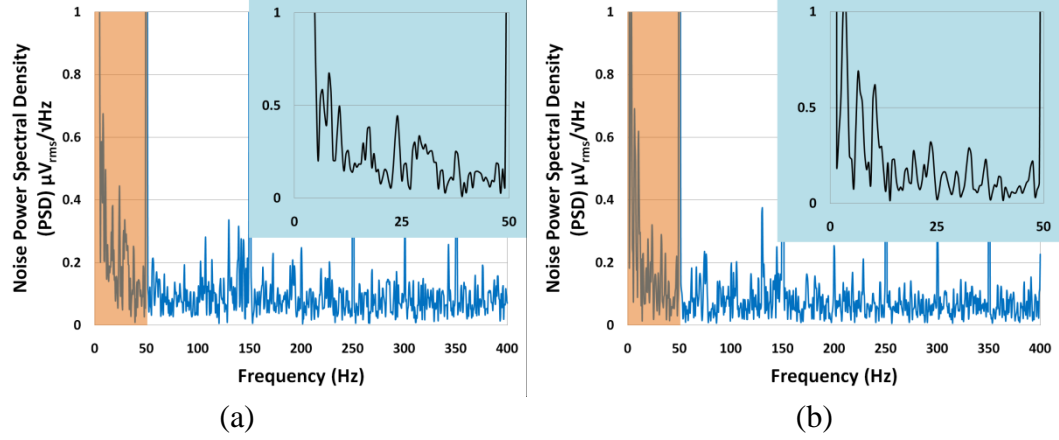 Noise Power Spectral Density
(PSD) µVrms/√Hz
1
0.8
0.6
0.4
0.2
0
0 50 100 150 200 250 300 350 400
Frequency (Hz)
1
0.5
0
0 25 50
(a)
Noise Power Spectral Density
(PSD) µVrms/√Hz
1
0.8
0.6
0.4
0.2
0
0 50 100 150 200 250 300 350 400
Frequency (Hz)
1
0.5
0
0 25 50
(b)